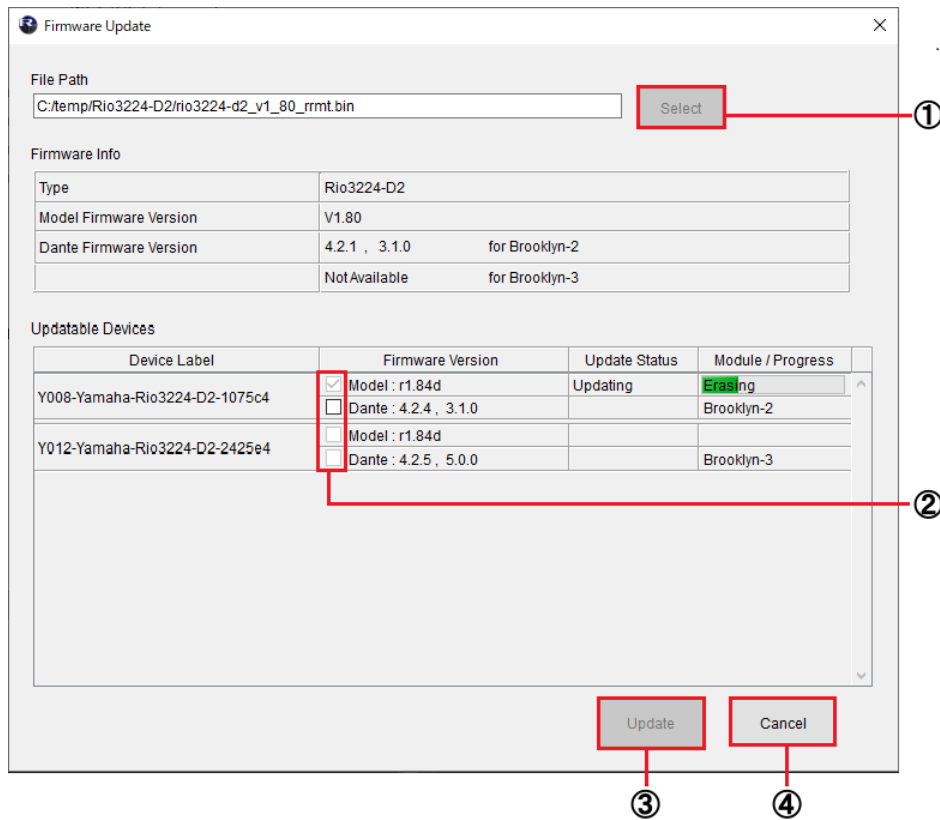 Firmware Update
File Path
C:/temp/Rio3224-D2/rio3224-d2_v1_80_rrmt.bin Select
①
Firmware Info
Type Rio3224-D2
Model Firmware Version V1.80
Dante Firmware Version 4.2.1 , 3.1.0 for Brooklyn-2
Not Available for Brooklyn-3
Updatable Devices
Device Label Firmware Version Update Status Module / Progress
Y008-Yamaha-Rio3224-D2-1075c4 Model : r1.84d Updating Erasing
Dante : 4.2.4 , 3.1.0 Brooklyn-2
Y012-Yamaha-Rio3224-D2-2425e4 Model : r1.84d
Dante : 4.2.5 , 5.0.0 Brooklyn-3
②
Update Cancel
③ ④